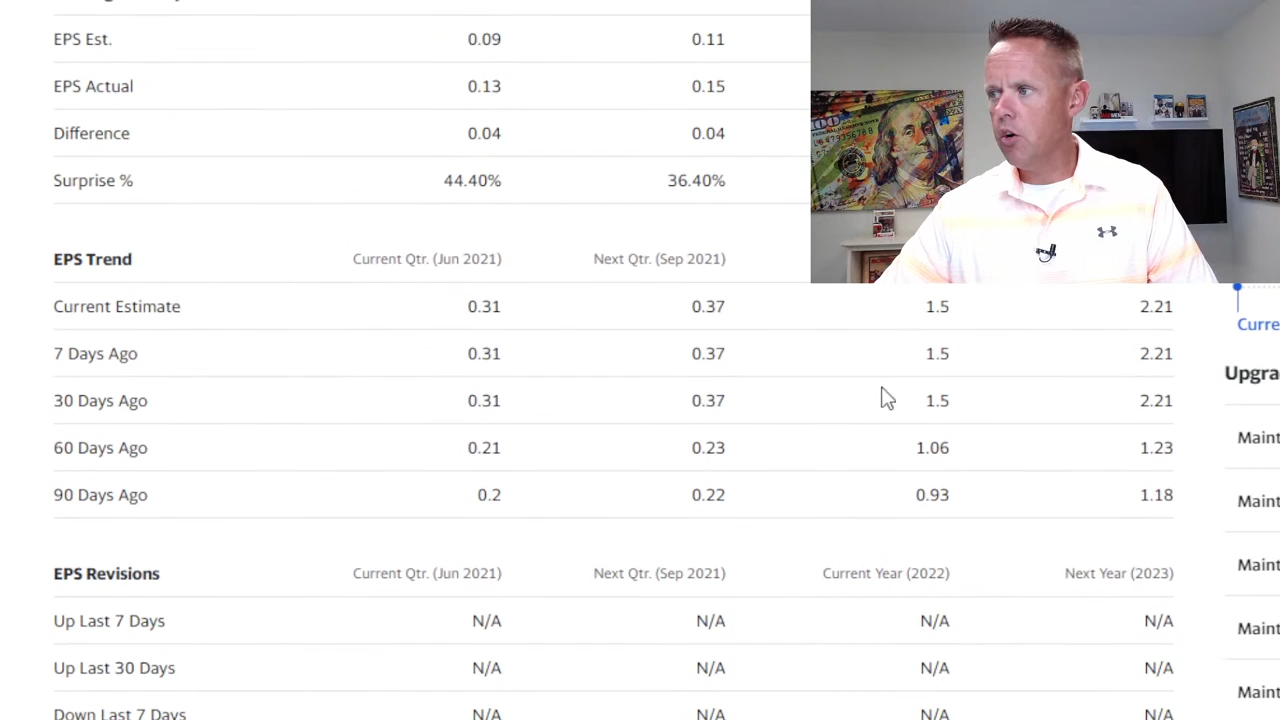 EPS Est. 0.09 0.11
EPS Actual 0.13 0.15
Difference 0.04 0.04
Surprise % 44.40% 36.40%
EPS Trend Current Qtr. (Jun 2021) Next Qtr. (Sep 2021)
Current Estimate 0.31 0.37 1.5 2.21
7 Days Ago 0.31 0.37 1.5 2.21
30 Days Ago 0.31 0.37 1.5 2.21
60 Days Ago 0.21 0.23 1.06 1.23
90 Days Ago 0.2 0.22 0.93 1.18
EPS Revisions Current Qtr. (Jun 2021) Next Qtr. (Sep 2021) Current Year (2022) Next Year (2023)
Up Last 7 Days N/A N/A N/A N/A
Up Last 30 Days N/A N/A N/A N/A
Down Last 7 Days N/A N/A N/A N/A
Curre
Upgra
Maint
Maint
Maint
Maint
Maint